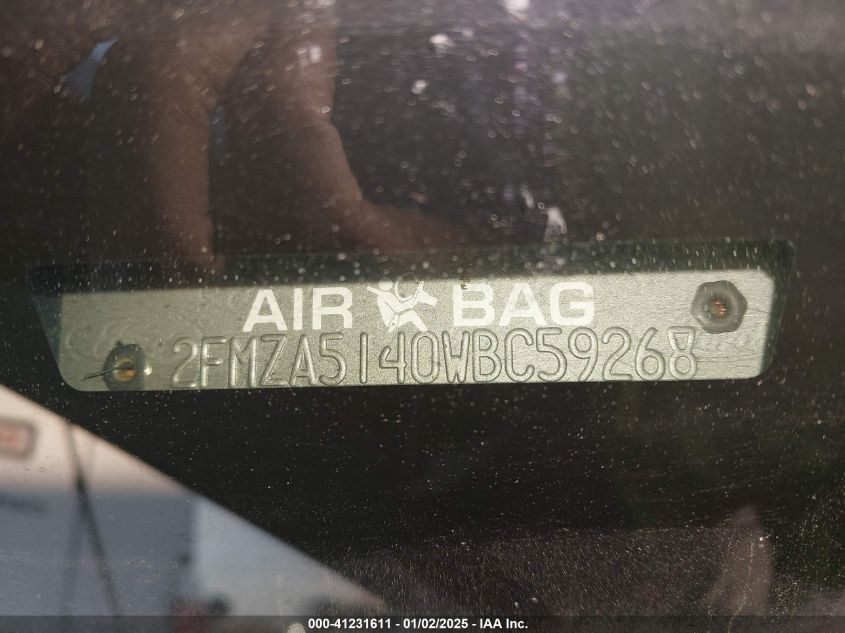 AIR BAG
2FMZA5140WBC59268
000-41231611 - 01/02/2025 - IAA Inc.